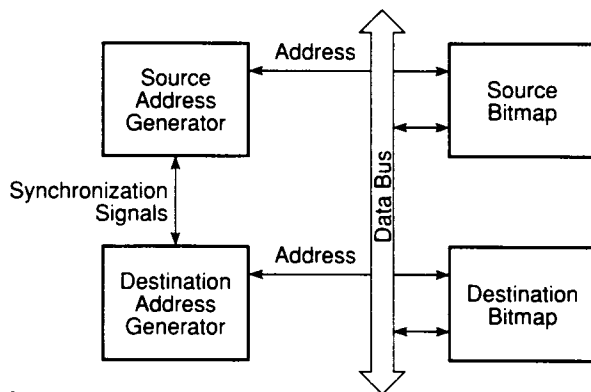 Address
Source
Address
Generator
Source
Bitmap
Synchronization
Signals
Data Bus
Address
Destination
Address
Generator
Destination
Bitmap